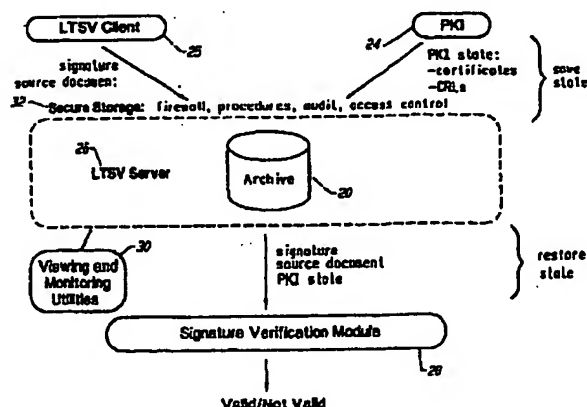 LTSV Client
25
PKI
24
signature
source document:
PKI state:
-certificates
-CRLs
save
state
32
Secure Storage: firewall, procedures, audit, access control
26
LTSV Server
Archive
20
30
Viewing and
Monitoring
Utilities
signature
source document
PKI state
restore
state
Signature Verification Module
28
Valid/Not Valid